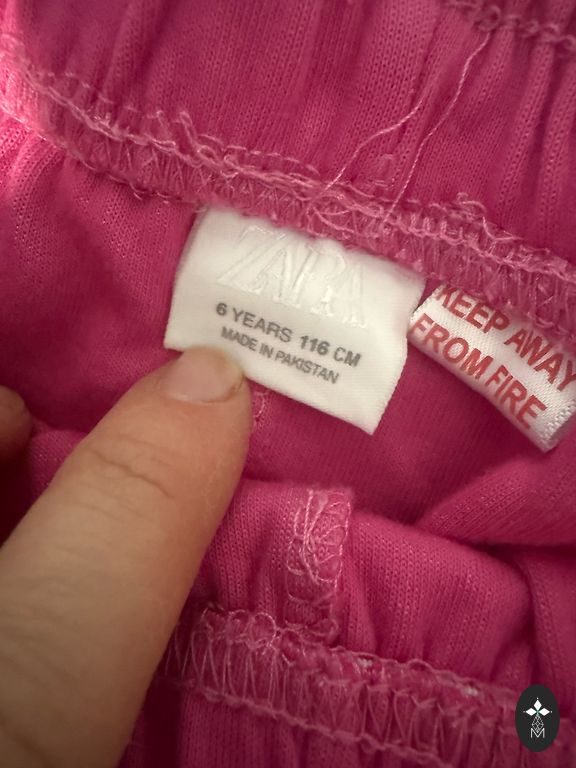 ZARA
6 YEARS 116 CM
MADE IN PAKISTAN
KEEP AWAY
FROM FIRE
M